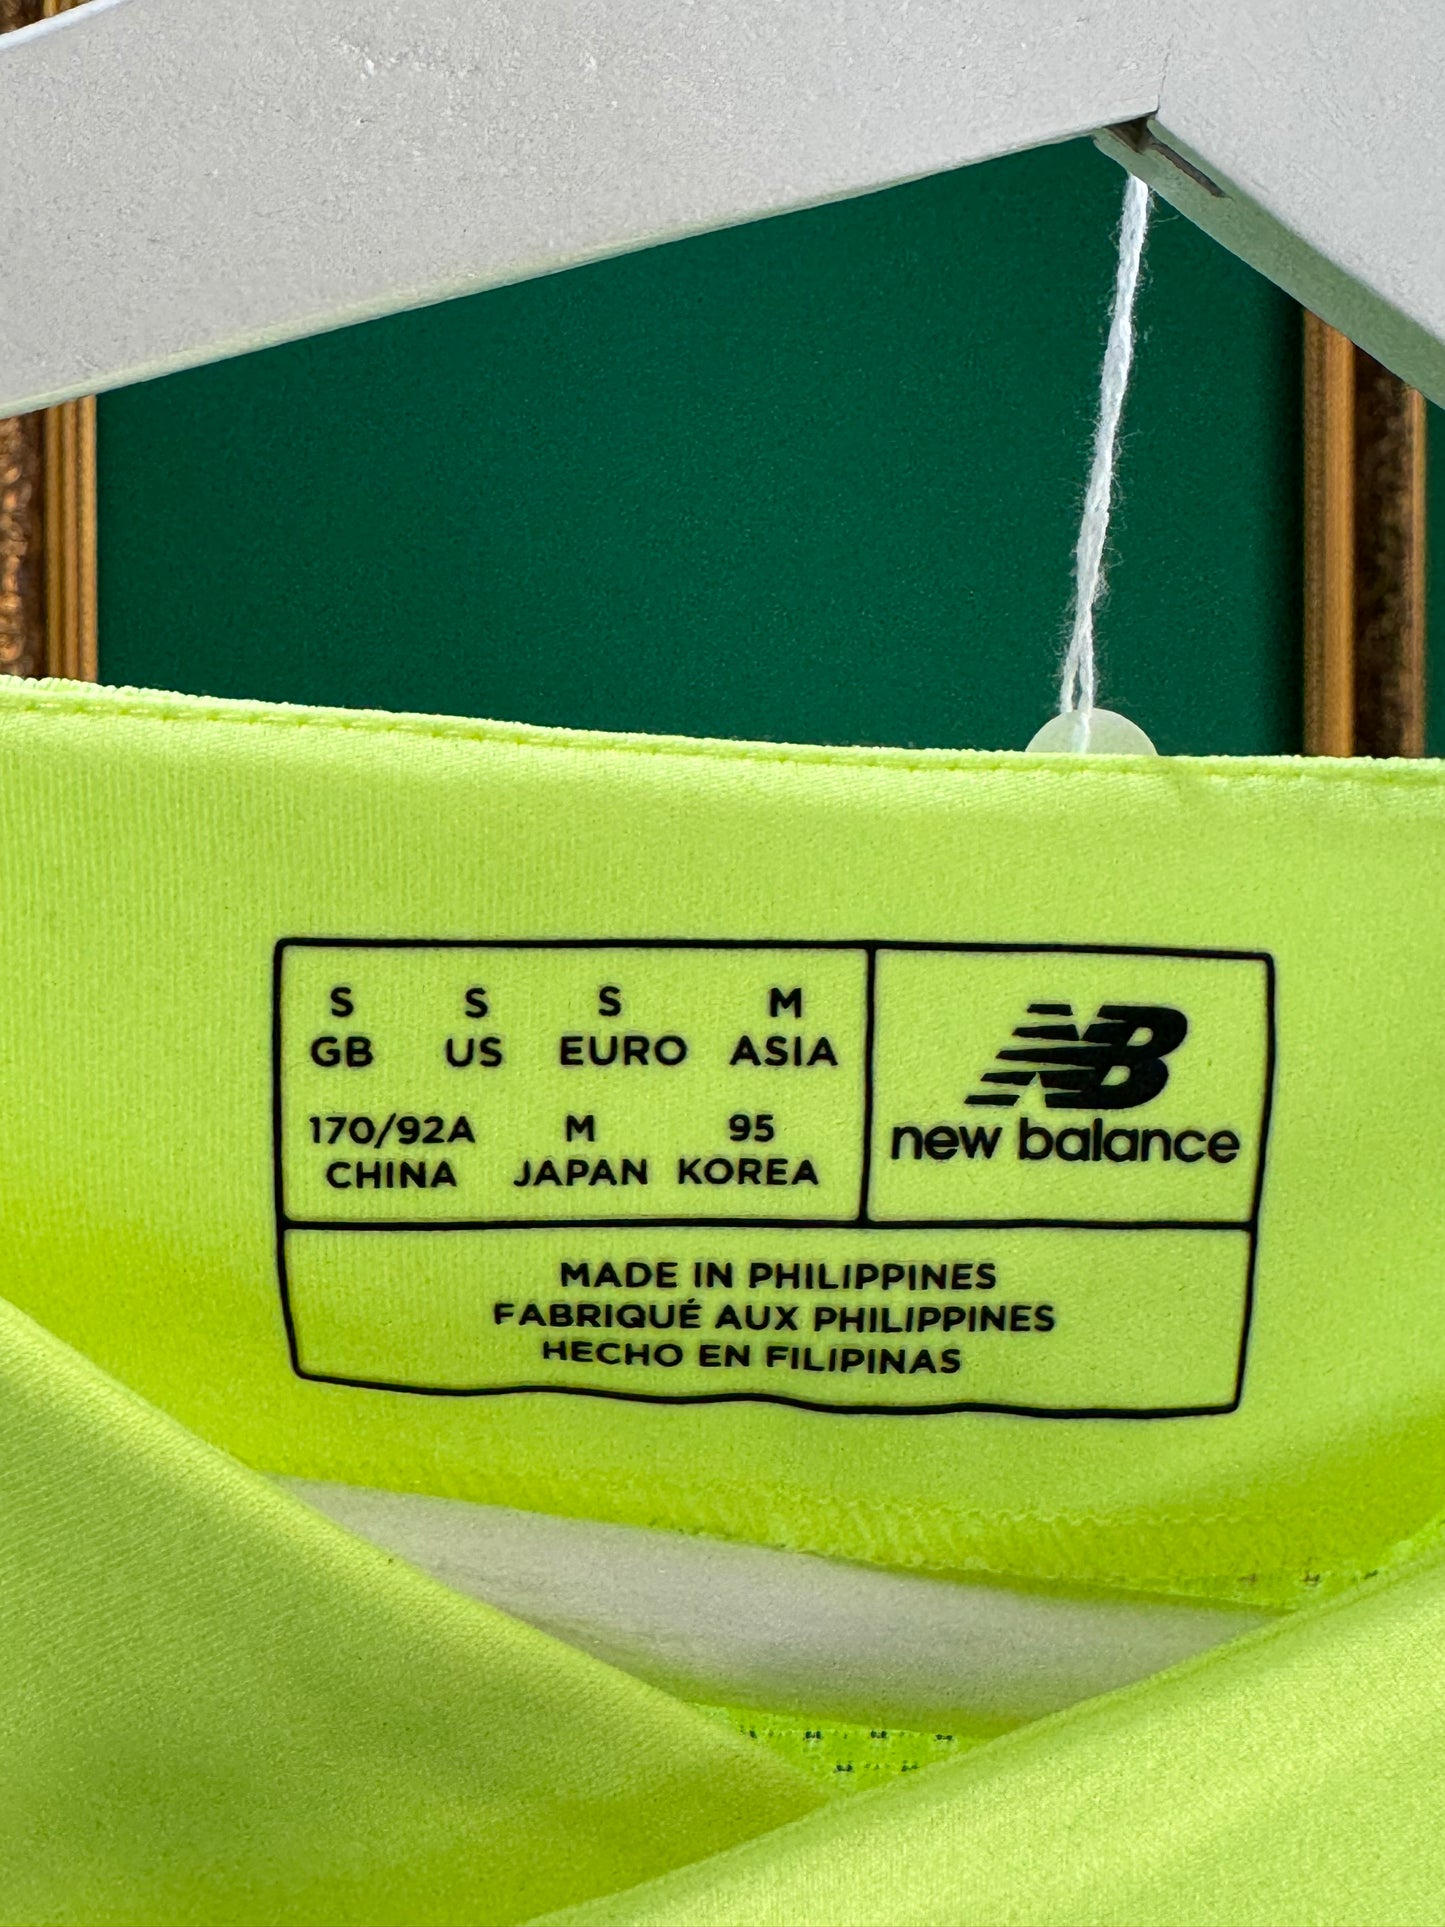 S S S M
GB US EURO ASIA
170/92A M 95
CHINA JAPAN KOREA
NB
new balance
MADE IN PHILIPPINES
FABRIQUÉ AUX PHILIPPINES
HECHO EN FILIPINAS